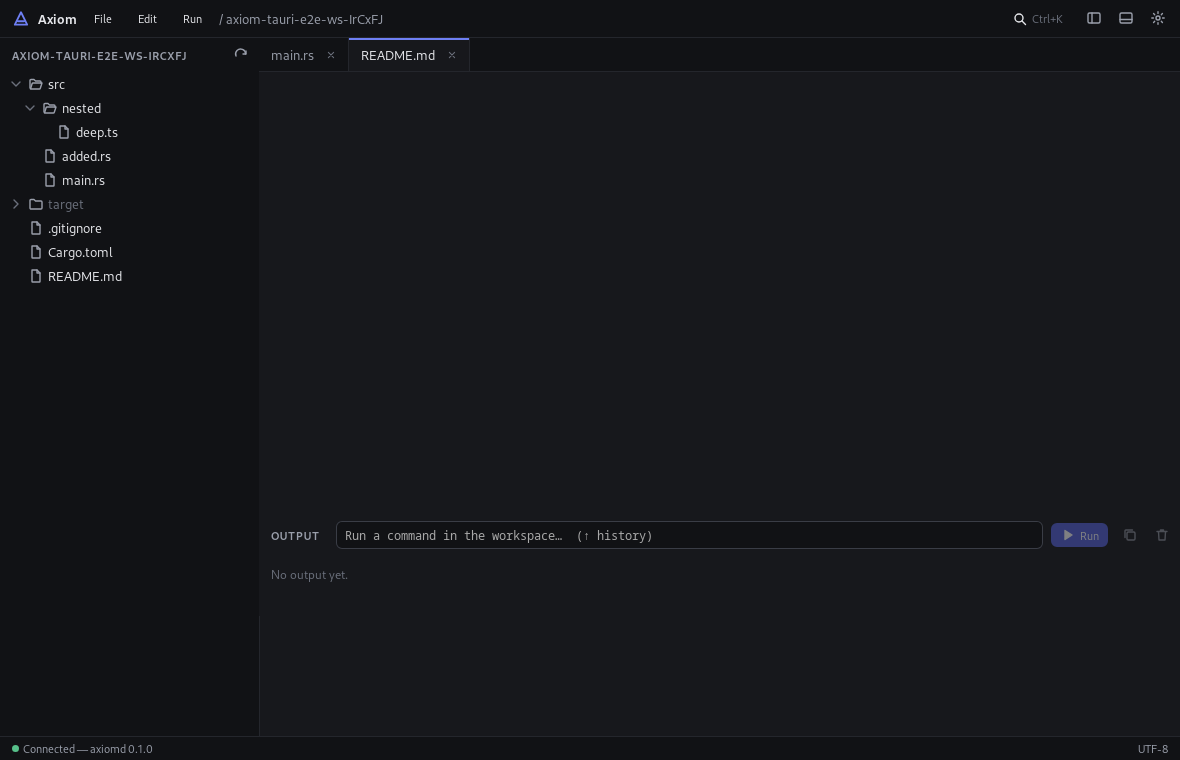 Axiom File Edit Run / axiom-tauri-e2e-ws-IrCxFJ Ctrl+K
AXIOM-TAURI-E2E-WS-IRCXFJ
main.rs README.md
src
nested
deep.ts
added.rs
main.rs
target
.gitignore
Cargo.toml
README.md
OUTPUT Run a command in the workspace… (↑ history) Run
No output yet.
Connected — axiomd 0.1.0 UTF-8